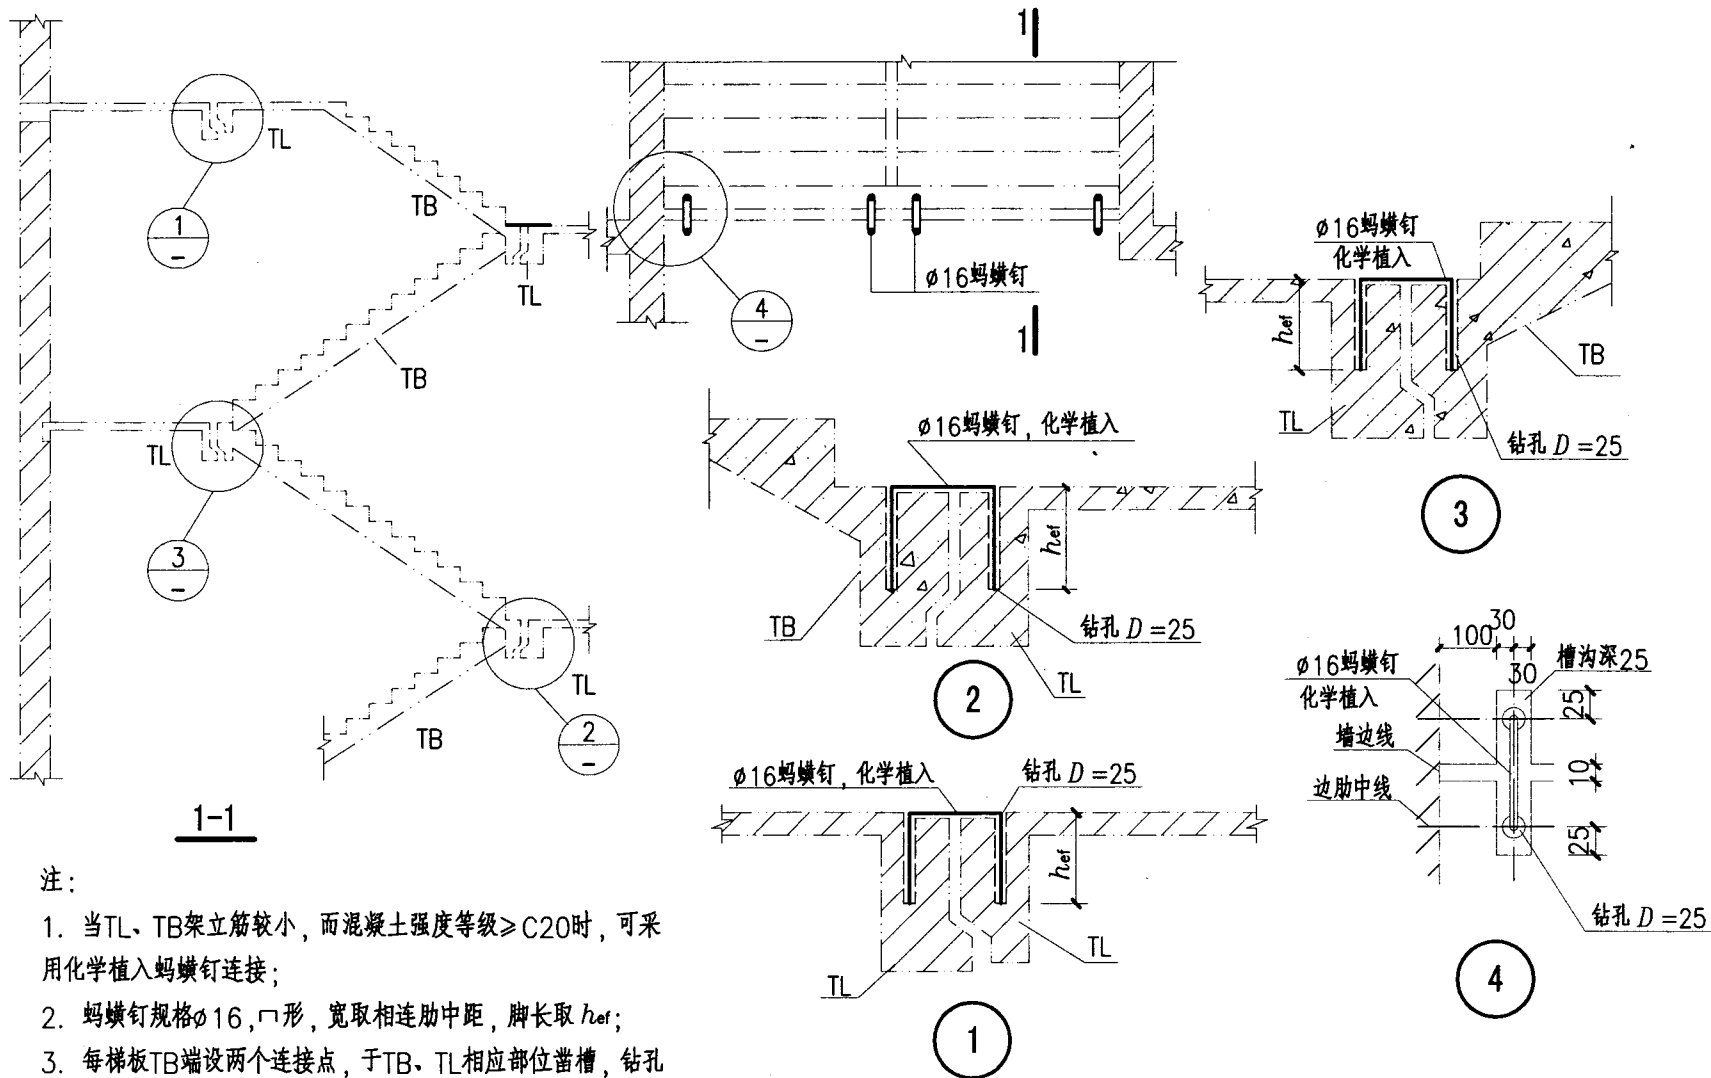 TL
1
–
TB
TL
TB
TL
3
–
TL
TB
2
–
1-1
1
ø16蚂蟥钉
4
–
1
ø16蚂蟥钉
化学植入
hef
TB
TL
钻孔 D=25
3
ø16蚂蟥钉，化学植入
hef
TB
钻孔 D=25
TL
2
ø16蚂蟥钉，化学植入
钻孔 D=25
hef
TL
TL
1
30
100
ø16蚂蟥钉
化学植入
30
槽沟深25
25
墙边线
10
边肋中线
25
钻孔 D=25
4
注：
1. 当TL、TB架立筋较小，而混凝土强度等级≥C20时，可采
用化学植入蚂蟥钉连接；
2. 蚂蟥钉规格ø16，⊓形，宽取相连肋中距，脚长取hef；
3. 每梯板TB端设两个连接点，于TB、TL相应部位凿槽，钻孔